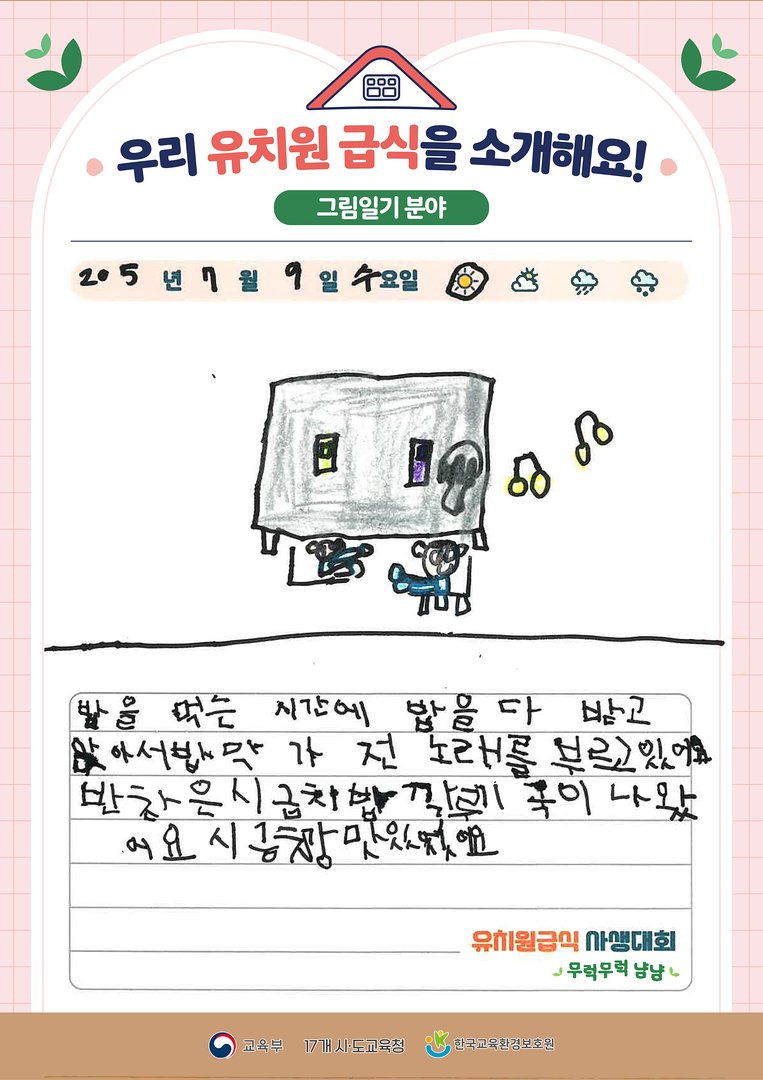 우리 유치원 급식을 소개해요!
그림일기 분야
205 년 7 월 9 일 수요일
밥을 먹는 시간에 밥을 다 받고
앉아서 밥 먹 가 전 노래를 부르고 있어요
반찬은 시금치 밥 깍뚜기 국이 나왔
어요 시금치랑 맛있었어요
유치원급식 사생대회
무럭무럭 냠냠
교육부 17개 시·도교육청 한국교육환경보호원